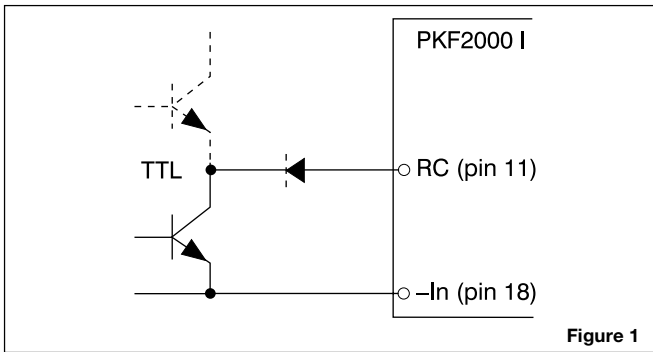 PKF2000 I
TTL
RC (pin 11)
–In (pin 18)
Figure 1